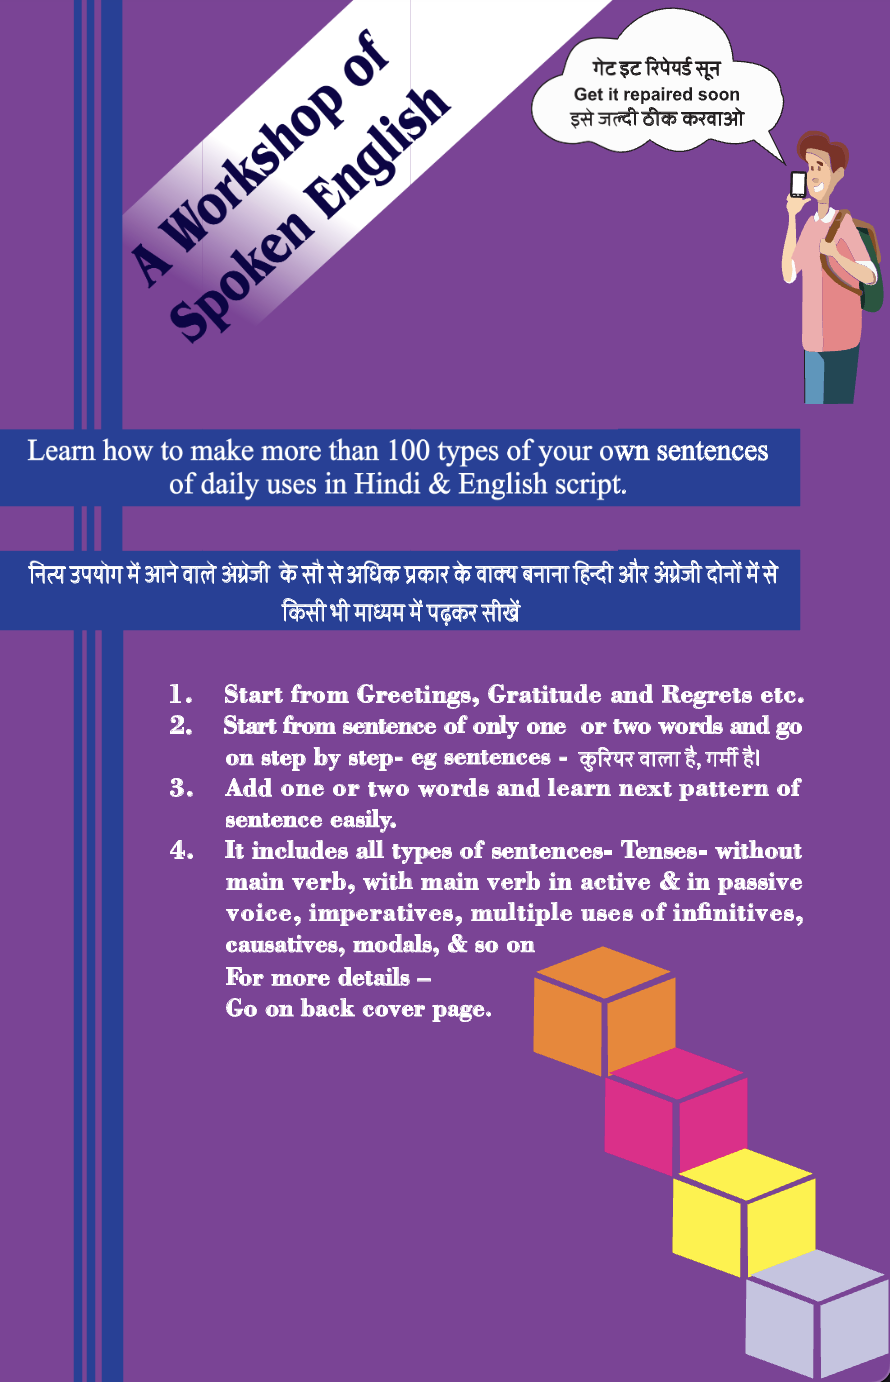 A Workshop of
Spoken English
गेट इट रिपेयर्ड सून
Get it repaired soon
इसे जल्दी ठीक करवाओ
Learn how to make more than 100 types of your own sentences
of daily uses in Hindi & English script.
नित्य उपयोग में आने वाले अंग्रेजी के सौ से अधिक प्रकार के वाक्य बनाना हिन्दी और अंग्रेजी दोनों में से
किसी भी माध्यम में पढ़कर सीखें
1. Start from Greetings, Gratitude and Regrets etc.
2. Start from sentence of only one or two words and go
on step by step- eg sentences - कुरियर वाला है, गर्मी है।
3. Add one or two words and learn next pattern of
sentence easily.
4. It includes all types of sentences- Tenses- without
main verb, with main verb in active & in passive
voice, imperatives, multiple uses of infinitives,
causatives, modals, & so on
For more details –
Go on back cover page.